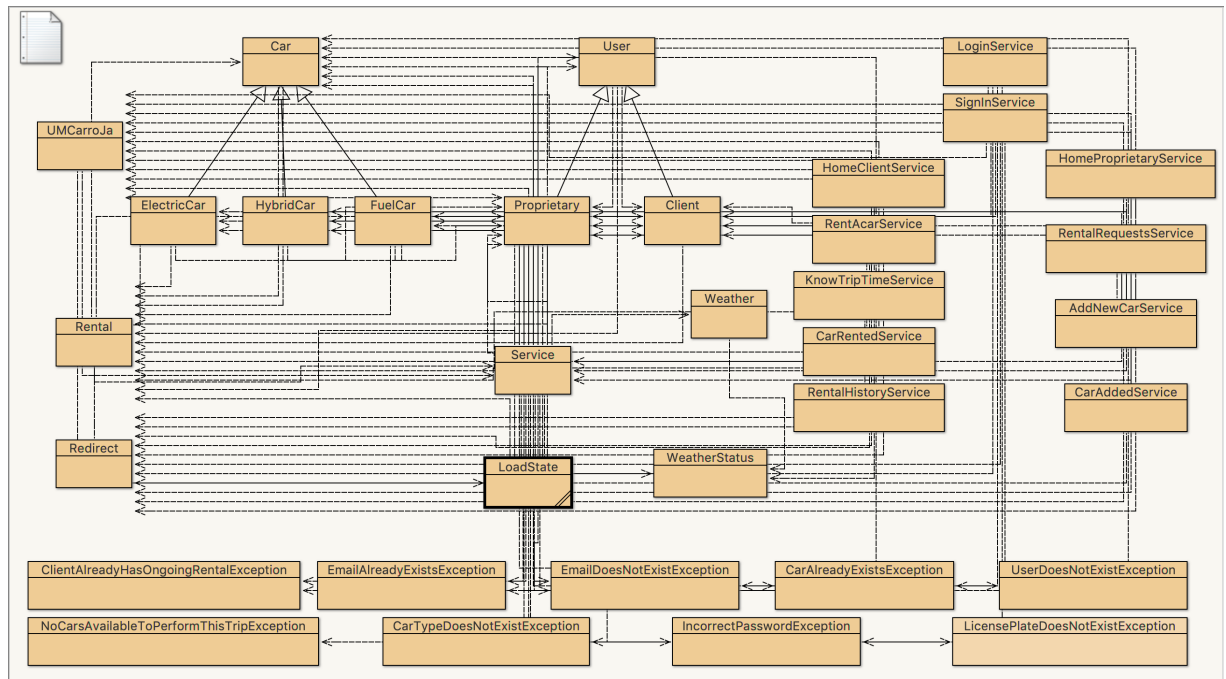 Car
User
LoginService
SignInService
UMCarroJa
HomeProprietaryService
HomeClientService
ElectricCar
HybridCar
FuelCar
Proprietary
Client
RentAcarService
RentalRequestsService
KnowTripTimeService
Weather
AddNewCarService
Rental
CarRentedService
Service
RentalHistoryService
CarAddedService
Redirect
WeatherStatus
LoadState
ClientAlreadyHasOngoingRentalException
EmailAlreadyExistsException
EmailDoesNotExistException
CarAlreadyExistsException
UserDoesNotExistException
NoCarsAvailableToPerformThisTripException
CarTypeDoesNotExistException
IncorrectPasswordException
LicensePlateDoesNotExistException